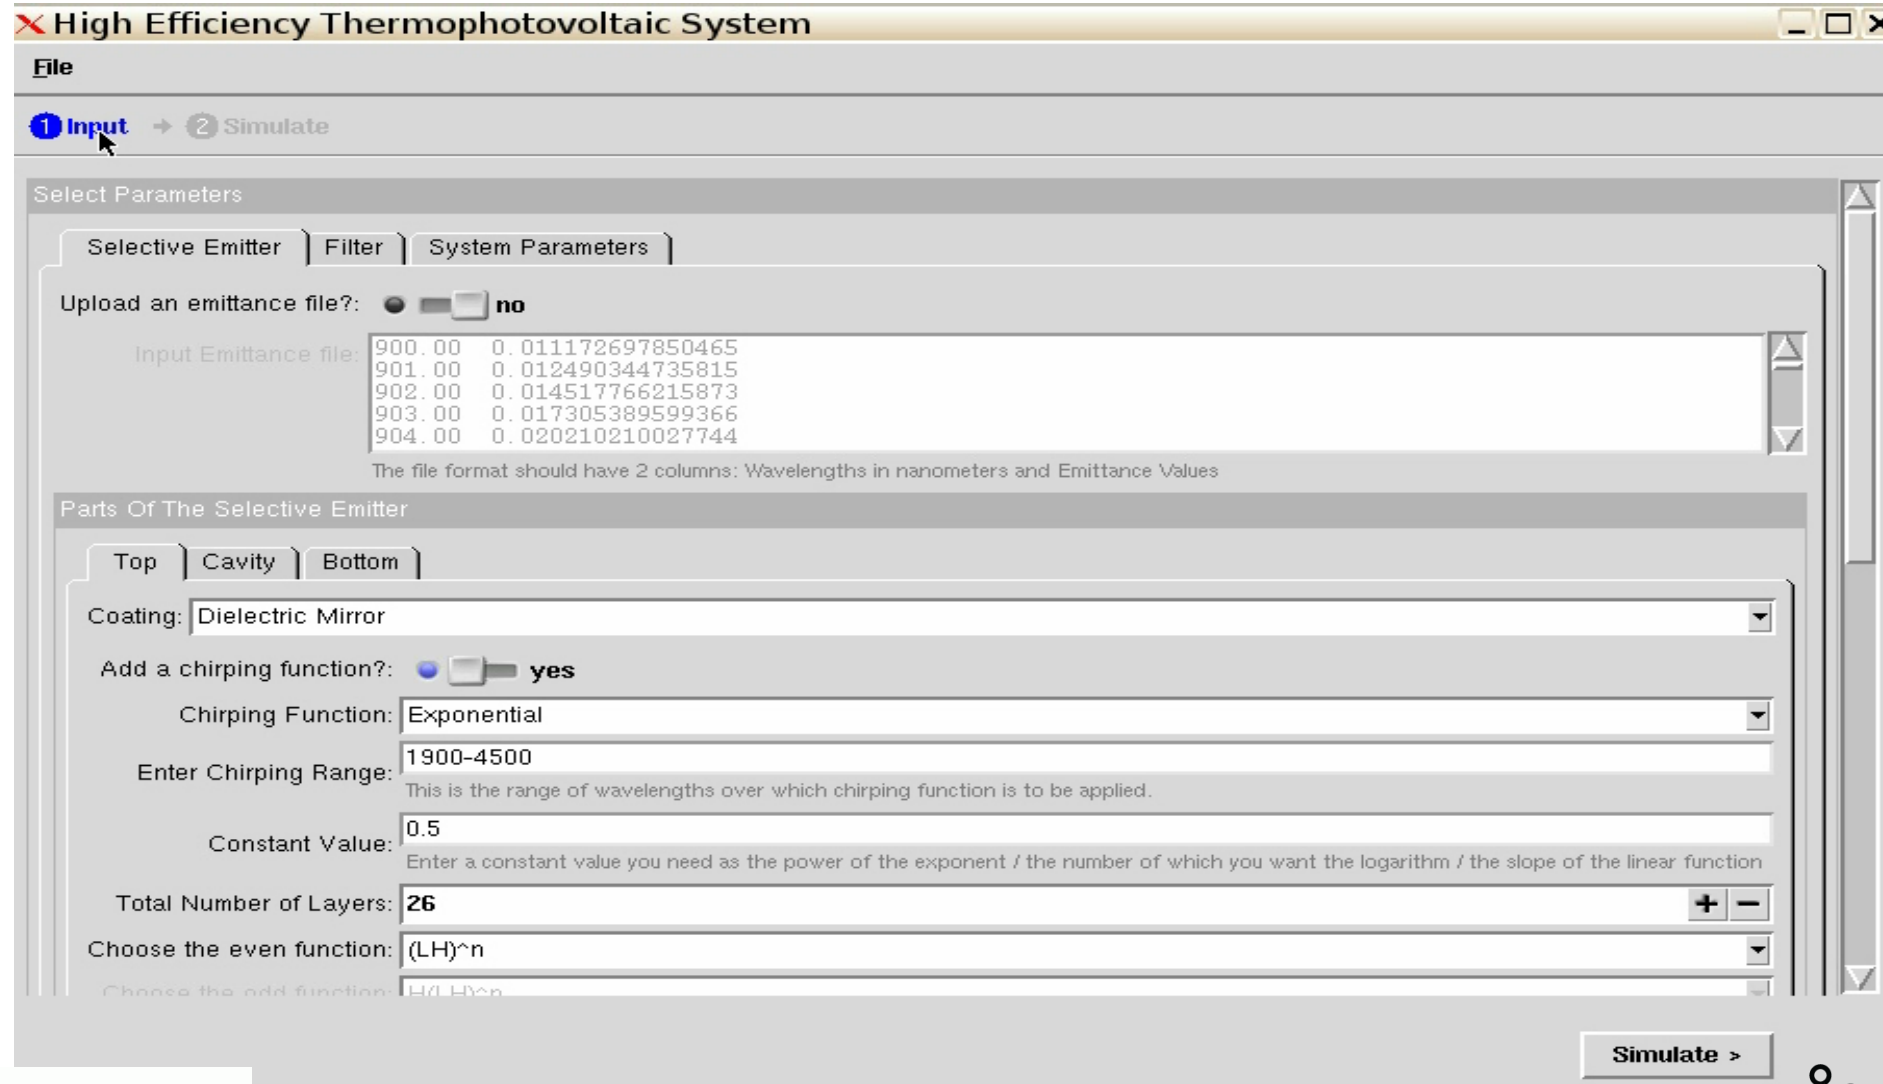 High Efficiency Thermophotovoltaic System
File
1 Input → 2 Simulate
Select Parameters
Selective Emitter Filter System Parameters
Upload an emittance file?: no
Input Emittance file: 900.00 0.011172697850465
901.00 0.012490344735815
902.00 0.014517766215873
903.00 0.017305389599366
904.00 0.020210210027744
The file format should have 2 columns: Wavelengths in nanometers and Emittance Values
Parts Of The Selective Emitter
Top Cavity Bottom
Coating: Dielectric Mirror
Add a chirping function?: yes
Chirping Function: Exponential
Enter Chirping Range: 1900-4500
This is the range of wavelengths over which chirping function is to be applied.
Constant Value: 0.5
Enter a constant value you need as the power of the exponent / the number of which you want the logarithm / the slope of the linear function
Total Number of Layers: 26 + −
Choose the even function: (LH)^n
Choose the odd function: H(LH)^n
Simulate >